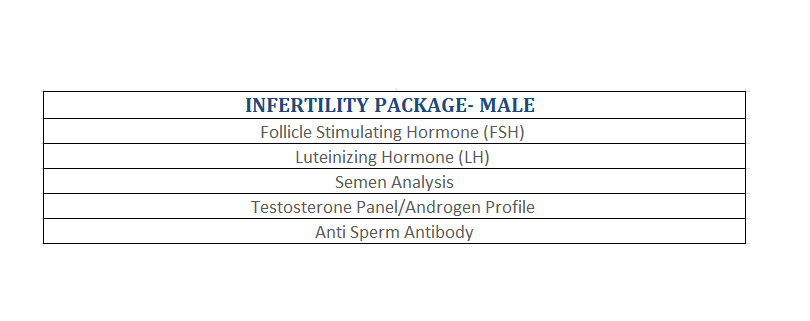 INFERTILITY PACKAGE- MALE
Follicle Stimulating Hormone (FSH)
Luteinizing Hormone (LH)
Semen Analysis
Testosterone Panel/Androgen Profile
Anti Sperm Antibody